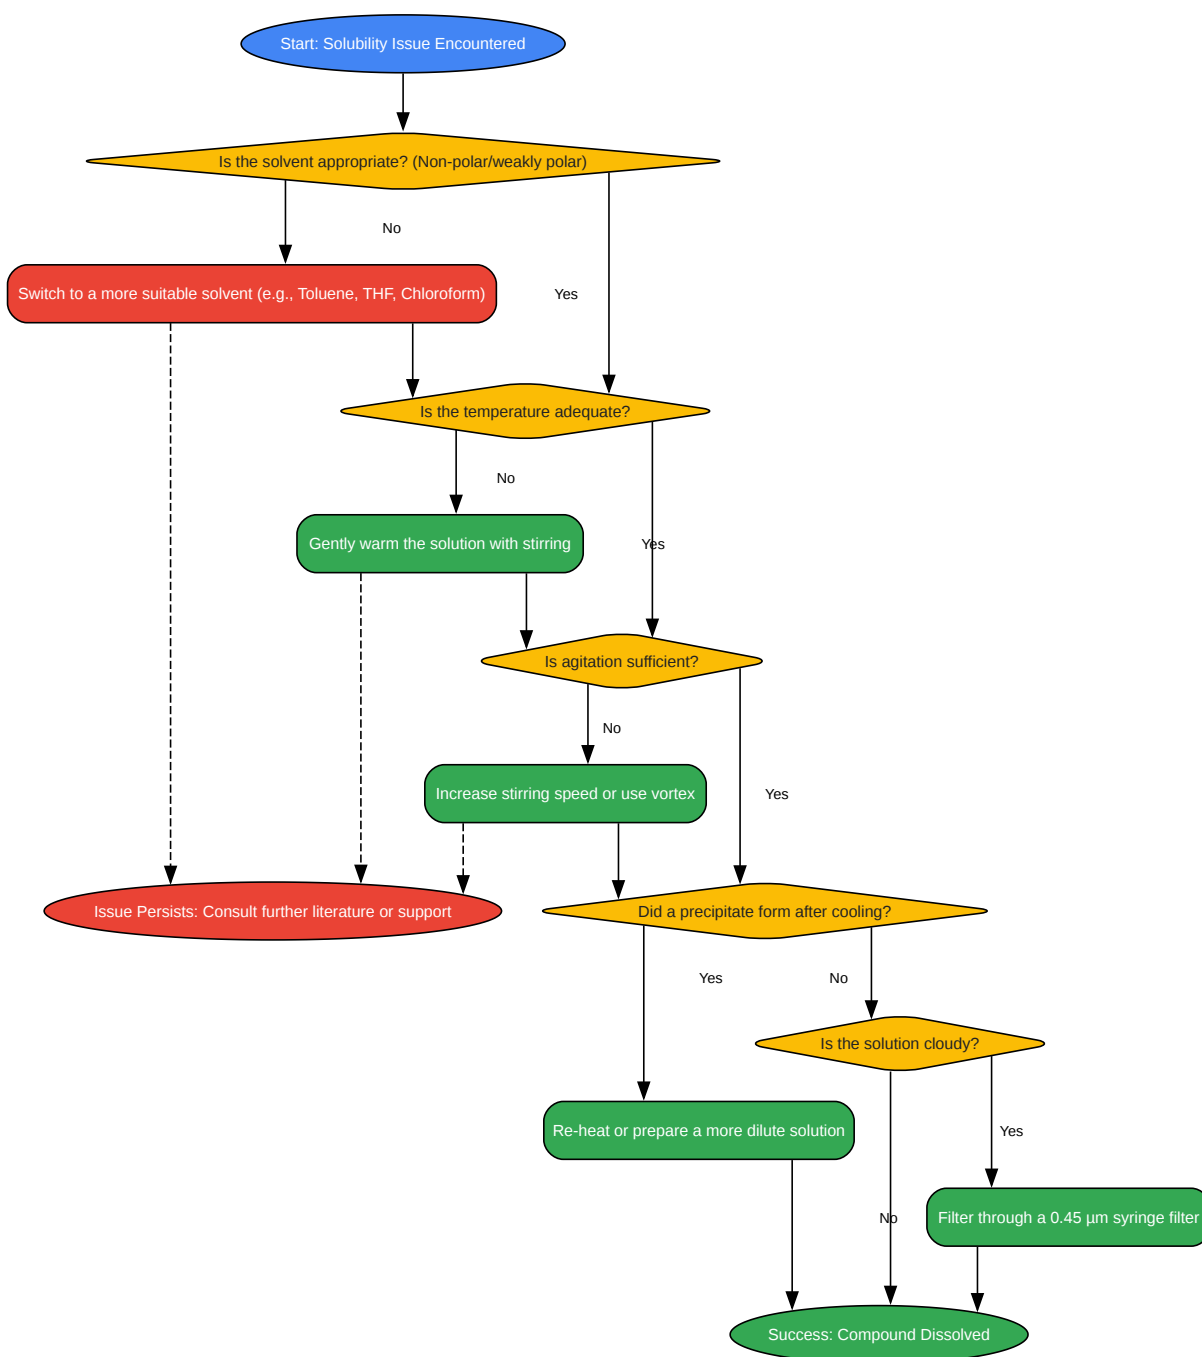 Start: Solubility Issue Encountered
Is the solvent appropriate? (Non-polar/weakly polar)
No
Switch to a more suitable solvent (e.g., Toluene, THF, Chloroform)
Yes
Is the temperature adequate?
No
Gently warm the solution with stirring
Yes
Is agitation sufficient?
No
Increase stirring speed or use vortex
Yes
Issue Persists: Consult further literature or support
Did a precipitate form after cooling?
Yes
No
Is the solution cloudy?
Re-heat or prepare a more dilute solution
Yes
No
Filter through a 0.45 µm syringe filter
Success: Compound Dissolved